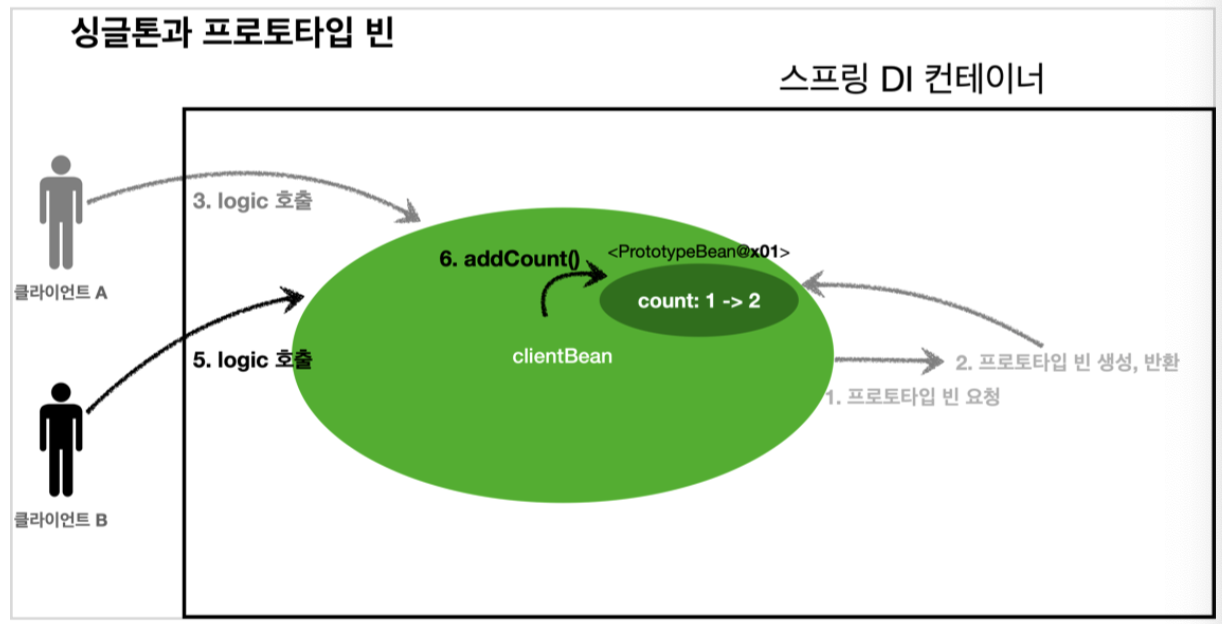 싱글톤과 프로토타입 빈
스프링 DI 컨테이너
3. logic 호출
클라이언트 A
6. addCount()
<PrototypeBean@x01>
count: 1 -> 2
5. logic 호출
clientBean
2. 프로토타입 빈 생성, 반환
1. 프로토타입 빈 요청
클라이언트 B